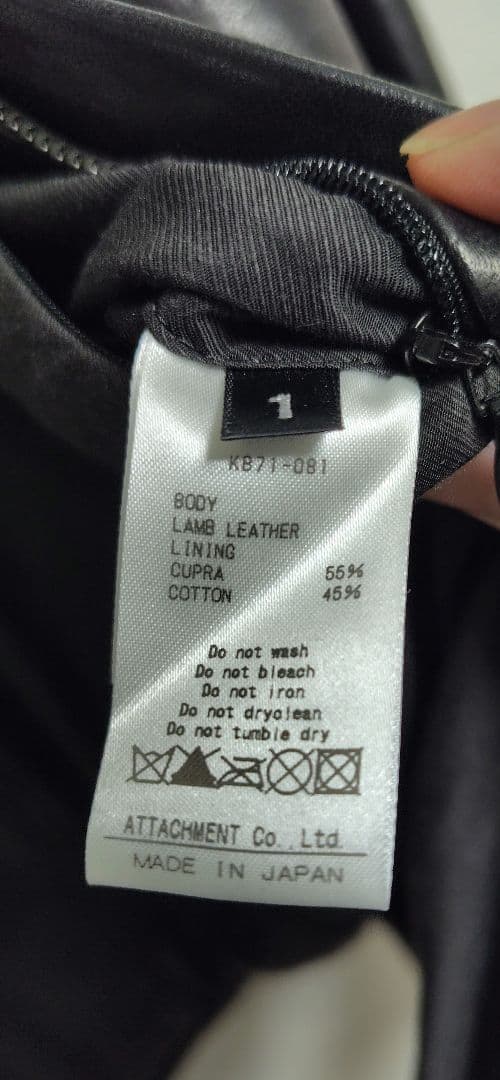 1
KB71-081
BODY
LAMB LEATHER
LINING
CUPRA 55%
COTTON 45%
Do not wash
Do not bleach
Do not iron
Do not dryclean
Do not tumble dry
ATTACHMENT Co.,Ltd.
MADE IN JAPAN